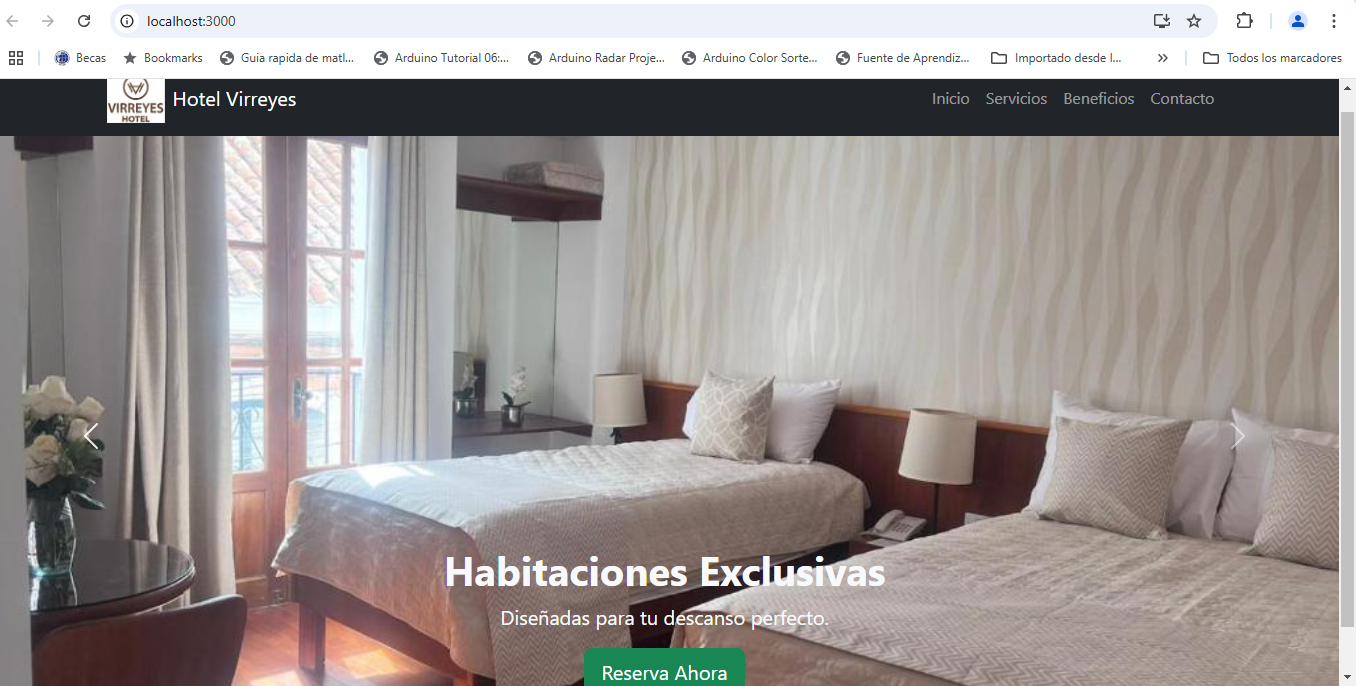 localhost:3000
Becas
Bookmarks
Guia rapida de matl...
Arduino Tutorial 06:...
Arduino Radar Proje...
Arduino Color Sorte...
Fuente de Aprendiz...
Importado desde l...
Todos los marcadores
VIRREYES
HOTEL
Hotel Virreyes
Inicio
Servicios
Beneficios
Contacto
Habitaciones Exclusivas
Diseñadas para tu descanso perfecto.
Reserva Ahora